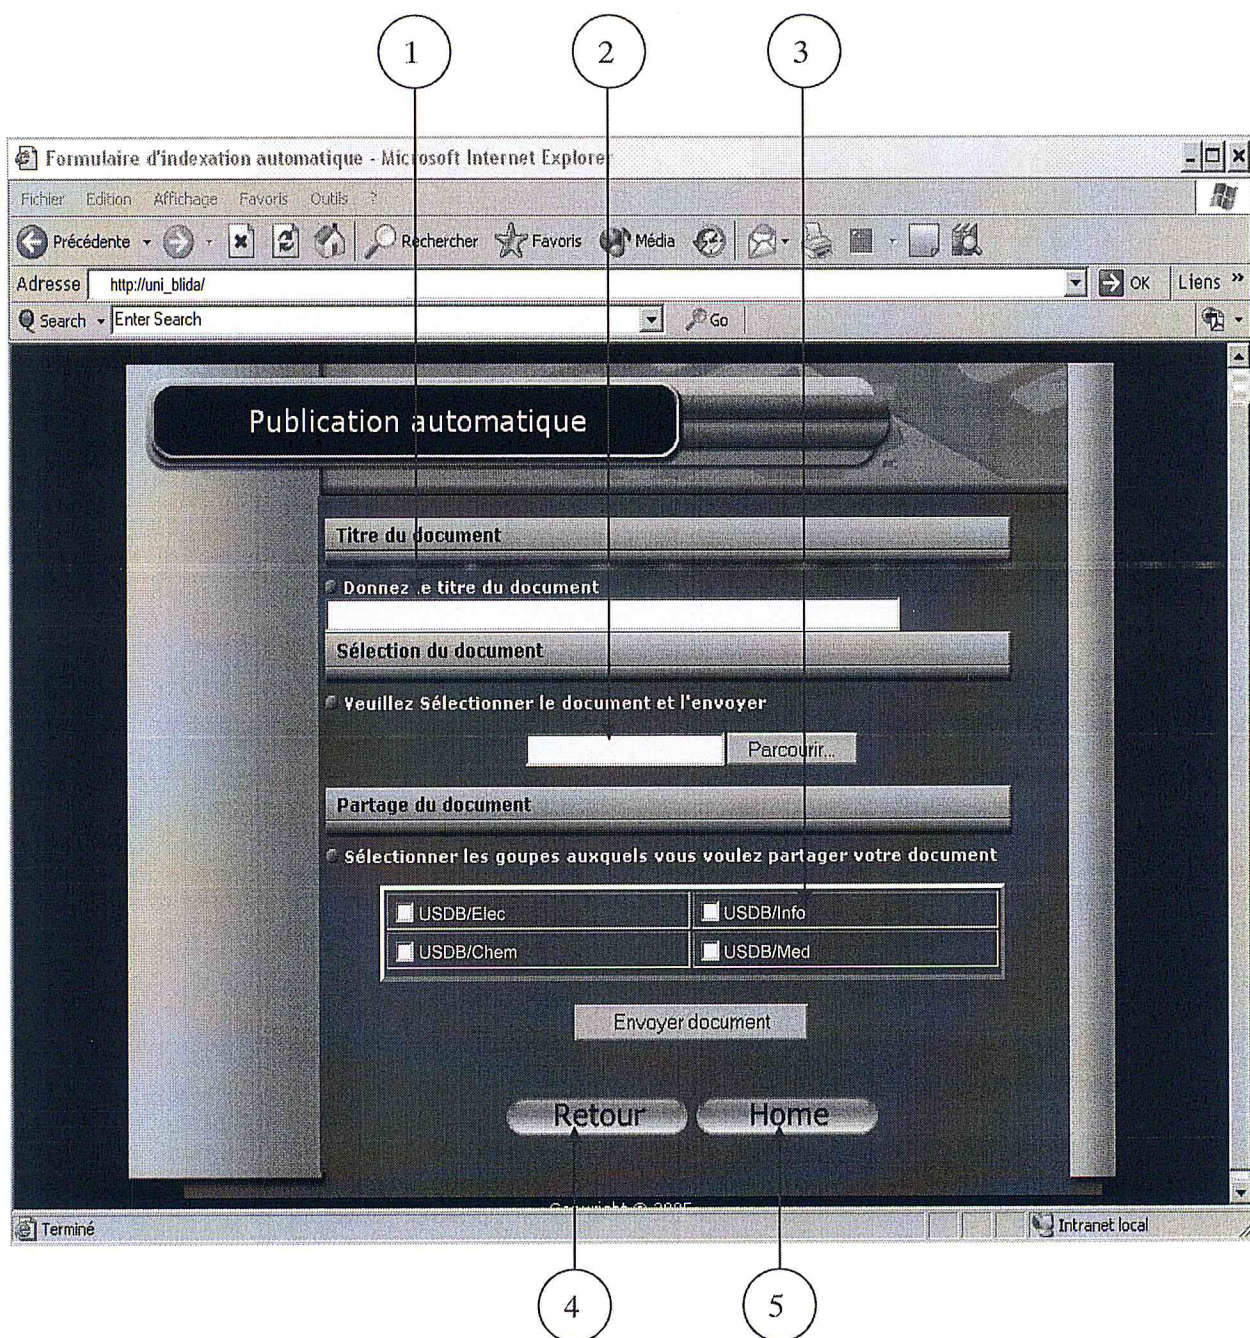 1 2 3
Formulaire d'indexation automatique - Microsoft Internet Explorer
Fichier Edition Affichage Favoris Outils ?
Précédente Rechercher Favoris Média
Adresse http://uni_blida/ OK Liens »
Search Enter Search Go
Publication automatique
Titre du document
Donnez .e titre du document
Sélection du document
Veuillez Sélectionner le document et l'envoyer
Parcourir...
Partage du document
Sélectionner les goupes auxquels vous voulez partager votre document
USDB/Elec USDB/Info
USDB/Chem USDB/Med
Envoyer document
Retour Home
Copyright ©
Terminé Intranet local
4 5